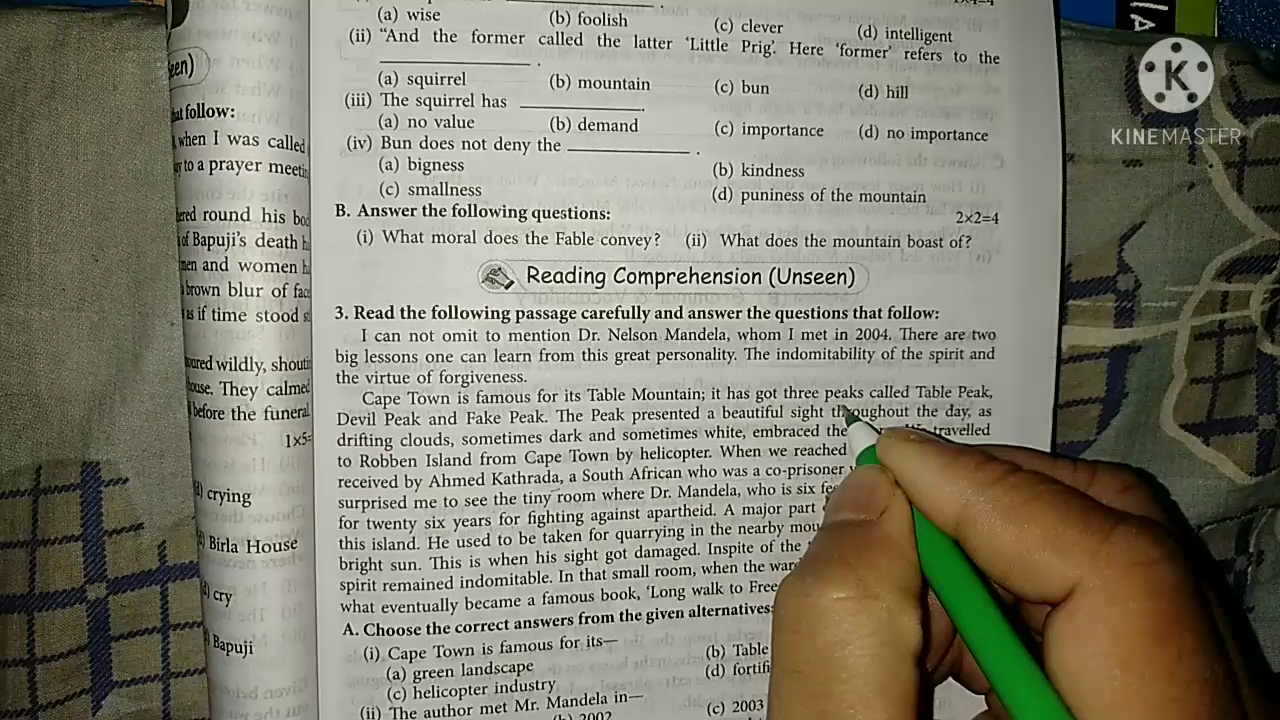 (a) wise (b) foolish (c) clever (d) intelligent
(ii) “And the former called the latter ‘Little Prig’. Here ‘former’ refers to the
____________.
(a) squirrel (b) mountain (c) bun (d) hill
(iii) The squirrel has ____________.
(a) no value (b) demand (c) importance (d) no importance
(iv) Bun does not deny the ____________.
(a) bigness (b) kindness
(c) smallness (d) puniness of the mountain
B. Answer the following questions: 2×2=4
(i) What moral does the Fable convey? (ii) What does the mountain boast of?
Reading Comprehension (Unseen)
3. Read the following passage carefully and answer the questions that follow:
I can not omit to mention Dr. Nelson Mandela, whom I met in 2004. There are two
big lessons one can learn from this great personality. The indomitability of the spirit and
the virtue of forgiveness.
Cape Town is famous for its Table Mountain; it has got three peaks called Table Peak,
Devil Peak and Fake Peak. The Peak presented a beautiful sight throughout the day, as
drifting clouds, sometimes dark and sometimes white, embraced the travelled
to Robben Island from Cape Town by helicopter. When we reached
received by Ahmed Kathrada, a South African who was a co-prisoner
surprised me to see the tiny room where Dr. Mandela, who is six
for twenty six years for fighting against apartheid. A major part
this island. He used to be taken for quarrying in the nearby
bright sun. This is when his sight got damaged. Inspite of the
spirit remained indomitable. In that small room, when the
what eventually became a famous book, ‘Long walk to
A. Choose the correct answers from the given alternatives:
(i) Cape Town is famous for its—
(a) green landscape (b) Table
(c) helicopter industry (d)
(ii) The author met Mr. Mandela in—
(b) 2002 (c) 2003
een)
that follow:
when I was called
to a prayer
round his
of Bapuji's death
men and women
brown blur of
as if time stood
wildly,
house. They calmed
before the funeral.
1×5=
(d) crying
(d) Birla House
(d) cry
Bapuji
K
KINEMASTER